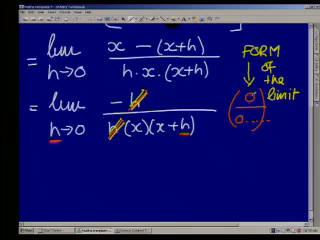 = lim x - (x+h)
h→0 h.x.(x+h)
FORM of the limit
= lim - h
h→0 h (x)(x+h)
0
0.....